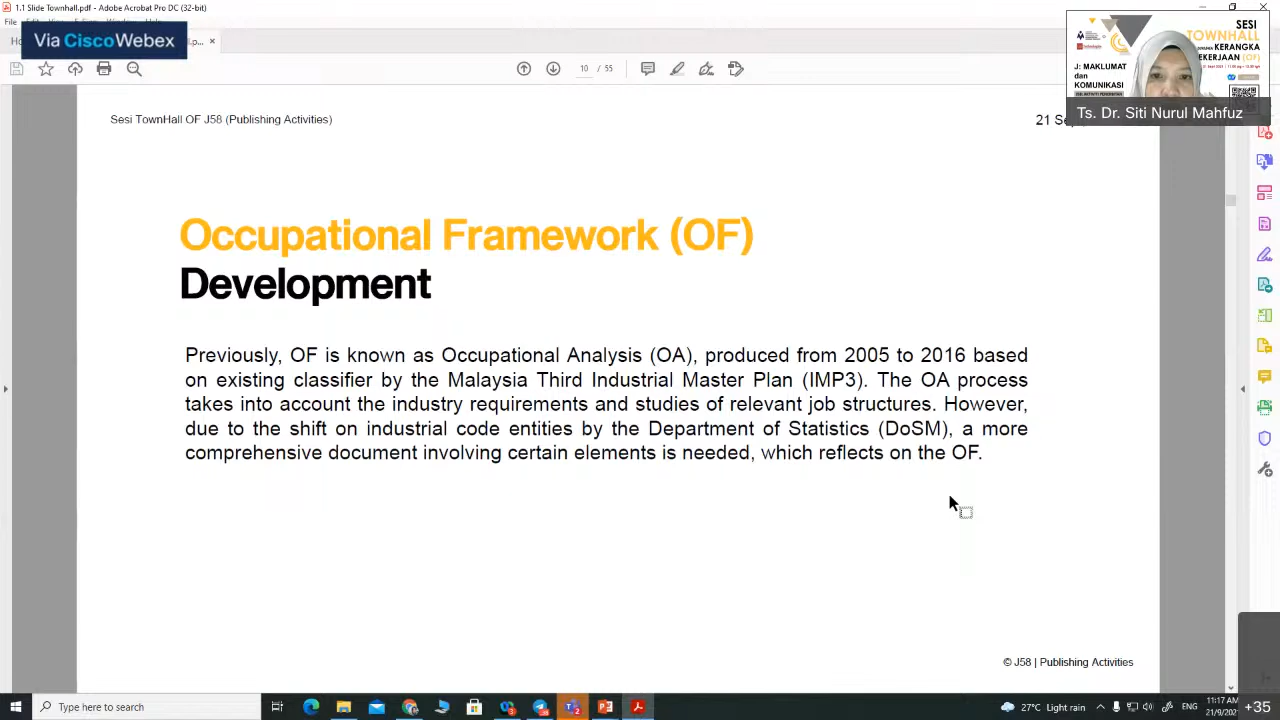 1.1 Slide Townhall.pdf - Adobe Acrobat Pro DC (32-bit)
Via CiscoWebex
10 / 55
SESI
TOWNHALL
KERANGKA
J: MAKLUMAT
dan
KOMUNIKASI
Ts. Dr. Siti Nurul Mahfuz
Sesi TownHall OF J58 (Publishing Activities)
21
Occupational Framework (OF)
Development
Previously, OF is known as Occupational Analysis (OA), produced from 2005 to 2016 based
on existing classifier by the Malaysia Third Industrial Master Plan (IMP3). The OA process
takes into account the industry requirements and studies of relevant job structures. However,
due to the shift on industrial code entities by the Department of Statistics (DoSM), a more
comprehensive document involving certain elements is needed, which reflects on the OF.
© J58 | Publishing Activities
Type here to search
27°C Light rain
ENG
11:17 AM
+35